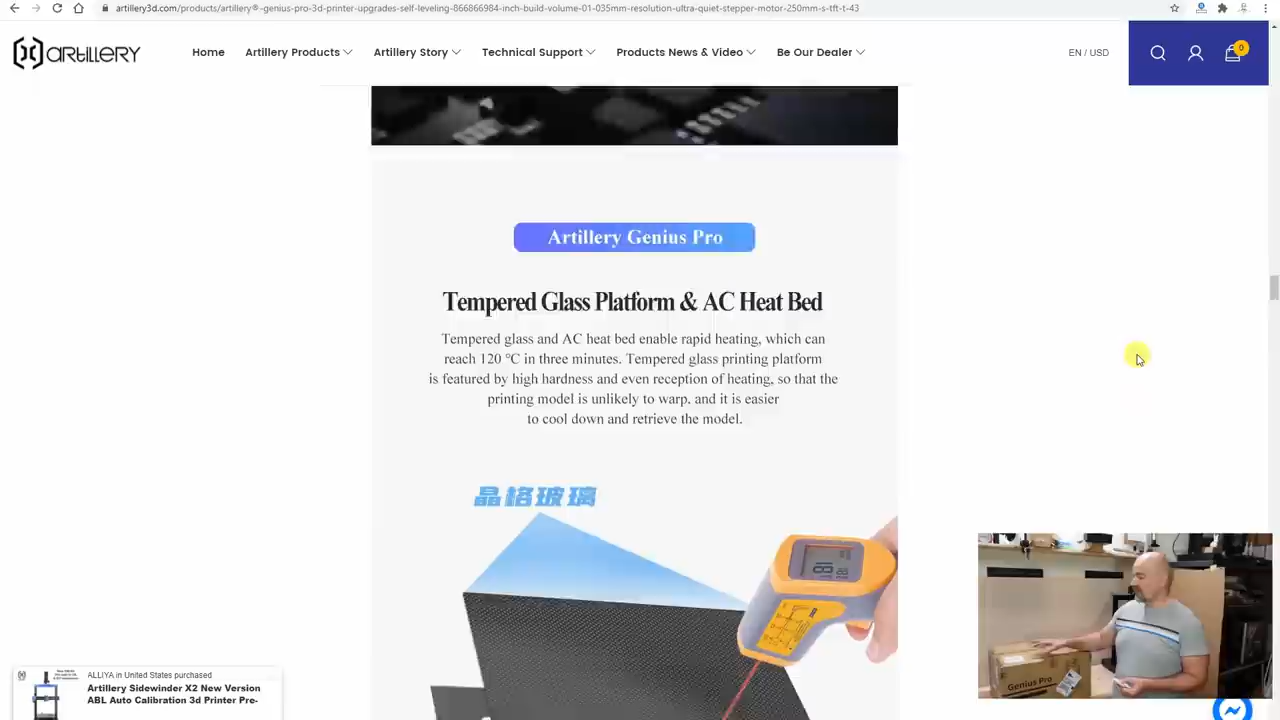 artillery3d.com/products/artillery®-genius-pro-3d-printer-upgrades-self-leveling-866866984-inch-build-volume-01-035mm-resolution-ultra-quiet-stepper-motor-250mm-s-tft-t-43
ARTILLERY
Home
Artillery Products
Artillery Story
Technical Support
Products News & Video
Be Our Dealer
EN / USD
0
Artillery Genius Pro
Tempered Glass Platform & AC Heat Bed
Tempered glass and AC heat bed enable rapid heating, which can
reach 120 °C in three minutes. Tempered glass printing platform
is featured by high hardness and even reception of heating, so that the
printing model is unlikely to warp, and it is easier
to cool down and retrieve the model.
晶格玻璃
Genius Pro
ALLIYA in United States purchased
Artillery Sidewinder X2 New Version
ABL Auto Calibration 3d Printer Pre-